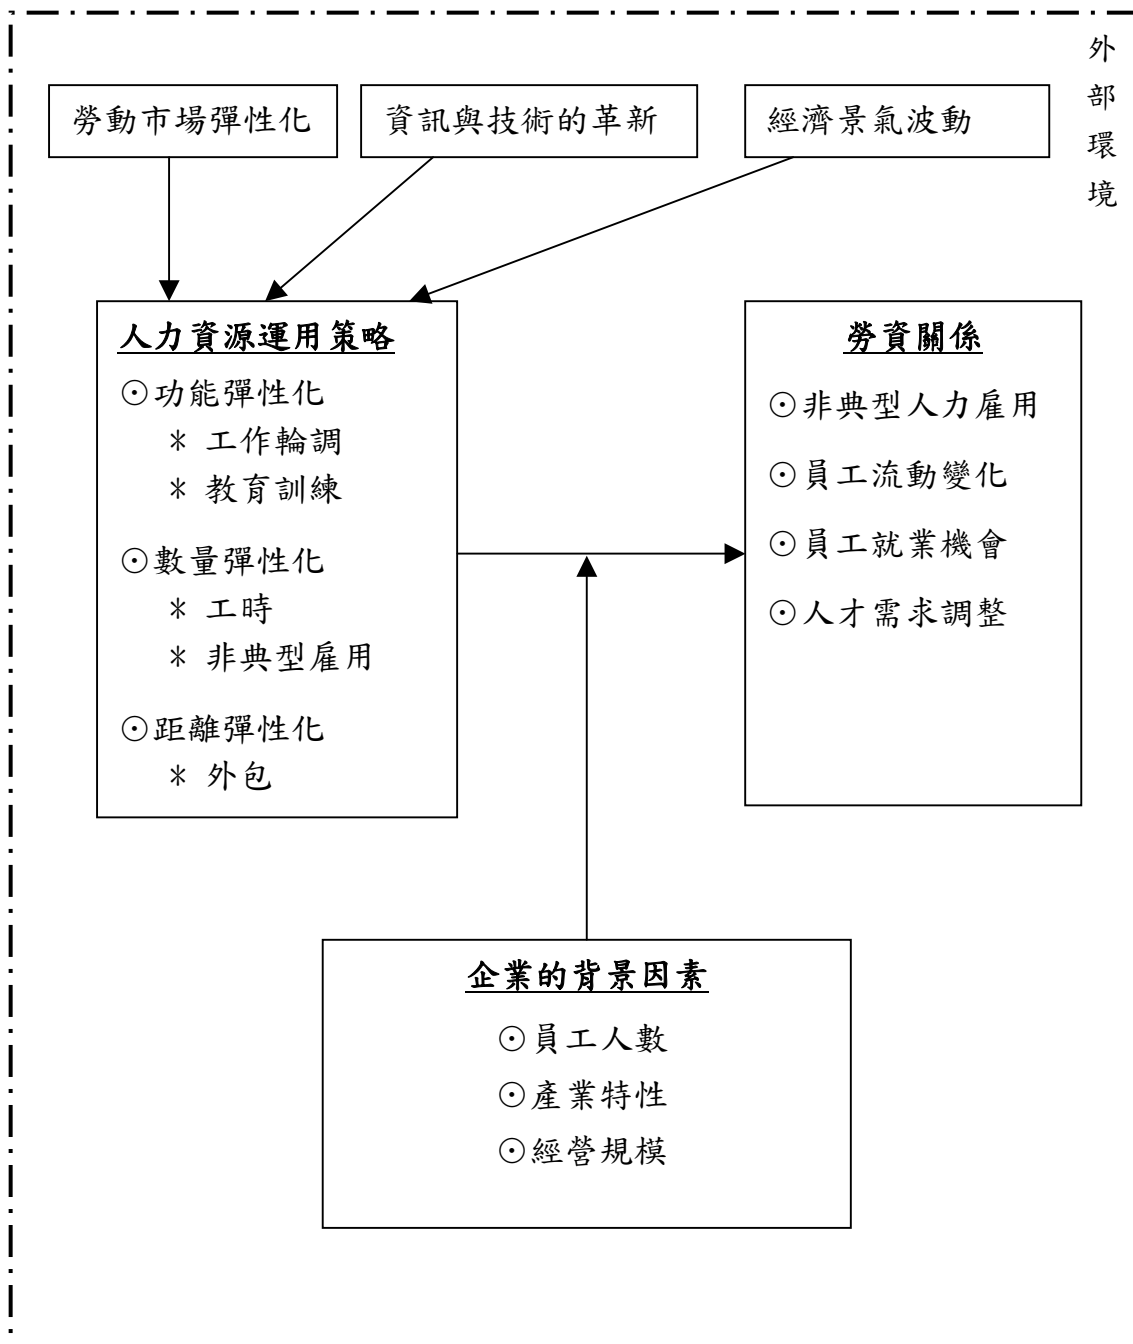 外部環境
勞動市場彈性化
資訊與技術的革新
經濟景氣波動
人力資源運用策略
⊙功能彈性化
* 工作輪調
* 教育訓練
⊙數量彈性化
* 工時
* 非典型雇用
⊙距離彈性化
* 外包
勞資關係
⊙非典型人力雇用
⊙員工流動變化
⊙員工就業機會
⊙人才需求調整
企業的背景因素
⊙員工人數
⊙產業特性
⊙經營規模